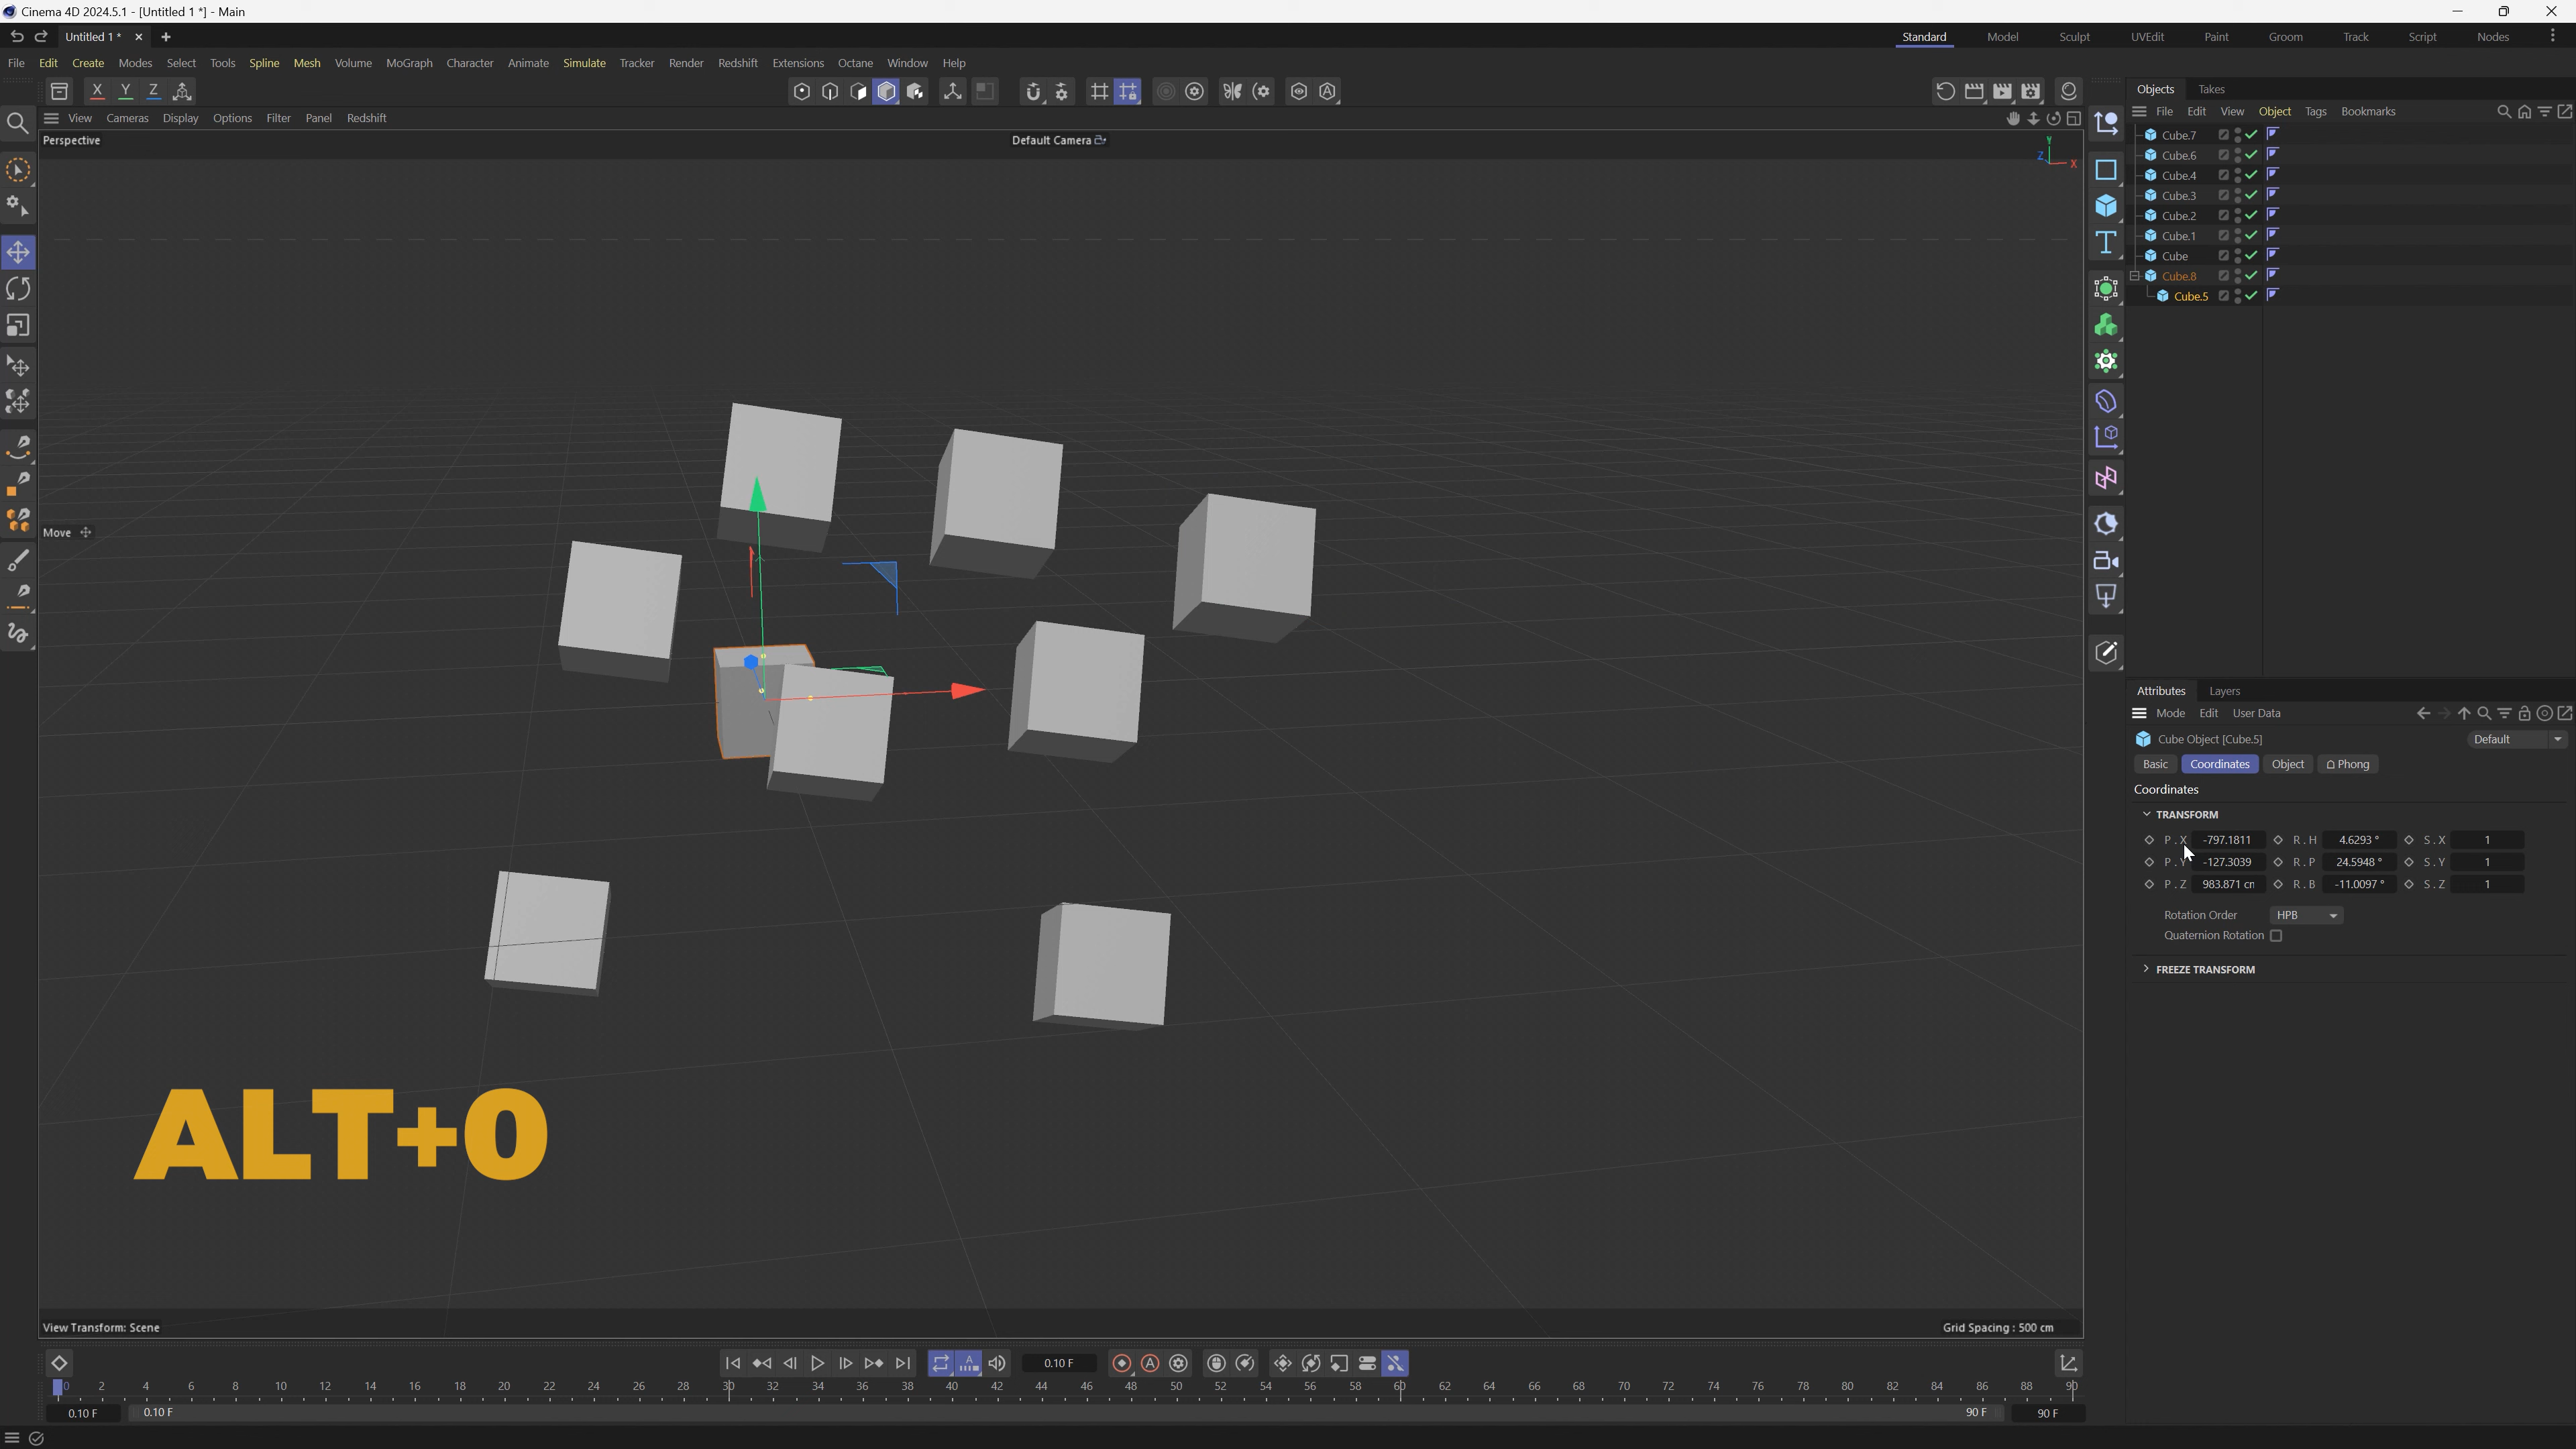 Cinema 4D 2024.5.1 - [Untitled 1 *] - Main
Untitled 1 *
Standard Model Sculpt UVEdit Paint Groom Track Script Nodes
File Edit Create Modes Select Tools Spline Mesh Volume MoGraph Character Animate Simulate Tracker Render Redshift Extensions Octane Window Help
X Y Z
Objects Takes
View Cameras Display Options Filter Panel Redshift
File Edit View Object Tags Bookmarks
Perspective
Default Camera
Y
Z
X
Cube.7
Cube.6
Cube.4
Cube.3
Cube.2
Cube.1
Cube
Cube.8
Cube.5
Move
Attributes Layers
Mode Edit User Data
Cube Object [Cube.5]
Default
Basic Coordinates Object Phong
Coordinates
TRANSFORM
P . X -797.1811 R . H 4.6293 ° S . X 1
P . Y -127.3039 R . P 24.5948 ° S . Y 1
P . Z 983.871 cm R . B -11.0097 ° S . Z 1
Rotation Order HPB
Quaternion Rotation
FREEZE TRANSFORM
ALT+0
View Transform: Scene
Grid Spacing : 500 cm
0.10 F
0 2 4 6 8 10 12 14 16 18 20 22 24 26 28 30 32 34 36 38 40 42 44 46 48 50 52 54 56 58 60 62 64 66 68 70 72 74 76 78 80 82 84 86 88 90
0.10 F 0.10 F 90 F 90 F